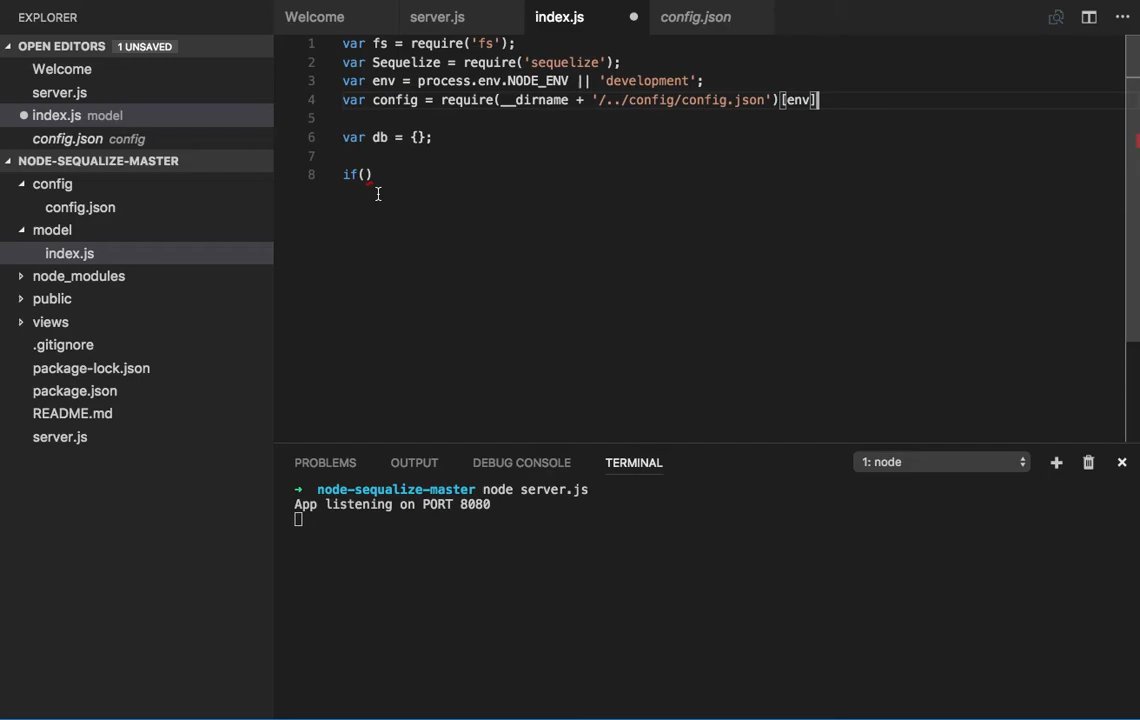 EXPLORER
Welcome
server.js
index.js
config.json
OPEN EDITORS 1 UNSAVED
Welcome
server.js
index.js model
config.json config
NODE-SEQUALIZE-MASTER
config
config.json
model
index.js
node_modules
public
views
.gitignore
package-lock.json
package.json
README.md
server.js
1 var fs = require('fs');
2 var Sequelize = require('sequelize');
3 var env = process.env.NODE_ENV || 'development';
4 var config = require(__dirname + '/../config/config.json')[env]
5
6 var db = {};
7
8 if()
PROBLEMS OUTPUT DEBUG CONSOLE TERMINAL 1: node
→ node-sequalize-master node server.js
App listening on PORT 8080